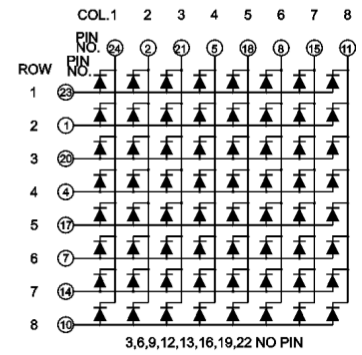 COL. 1 2 3 4 5 6 7 8
PIN NO. 24 2 21 5 18 8 15 11
ROW PIN NO.
1 23
2 1
3 20
4 4
5 17
6 7
7 14
8 10
3,6,9,12,13,16,19,22 NO PIN